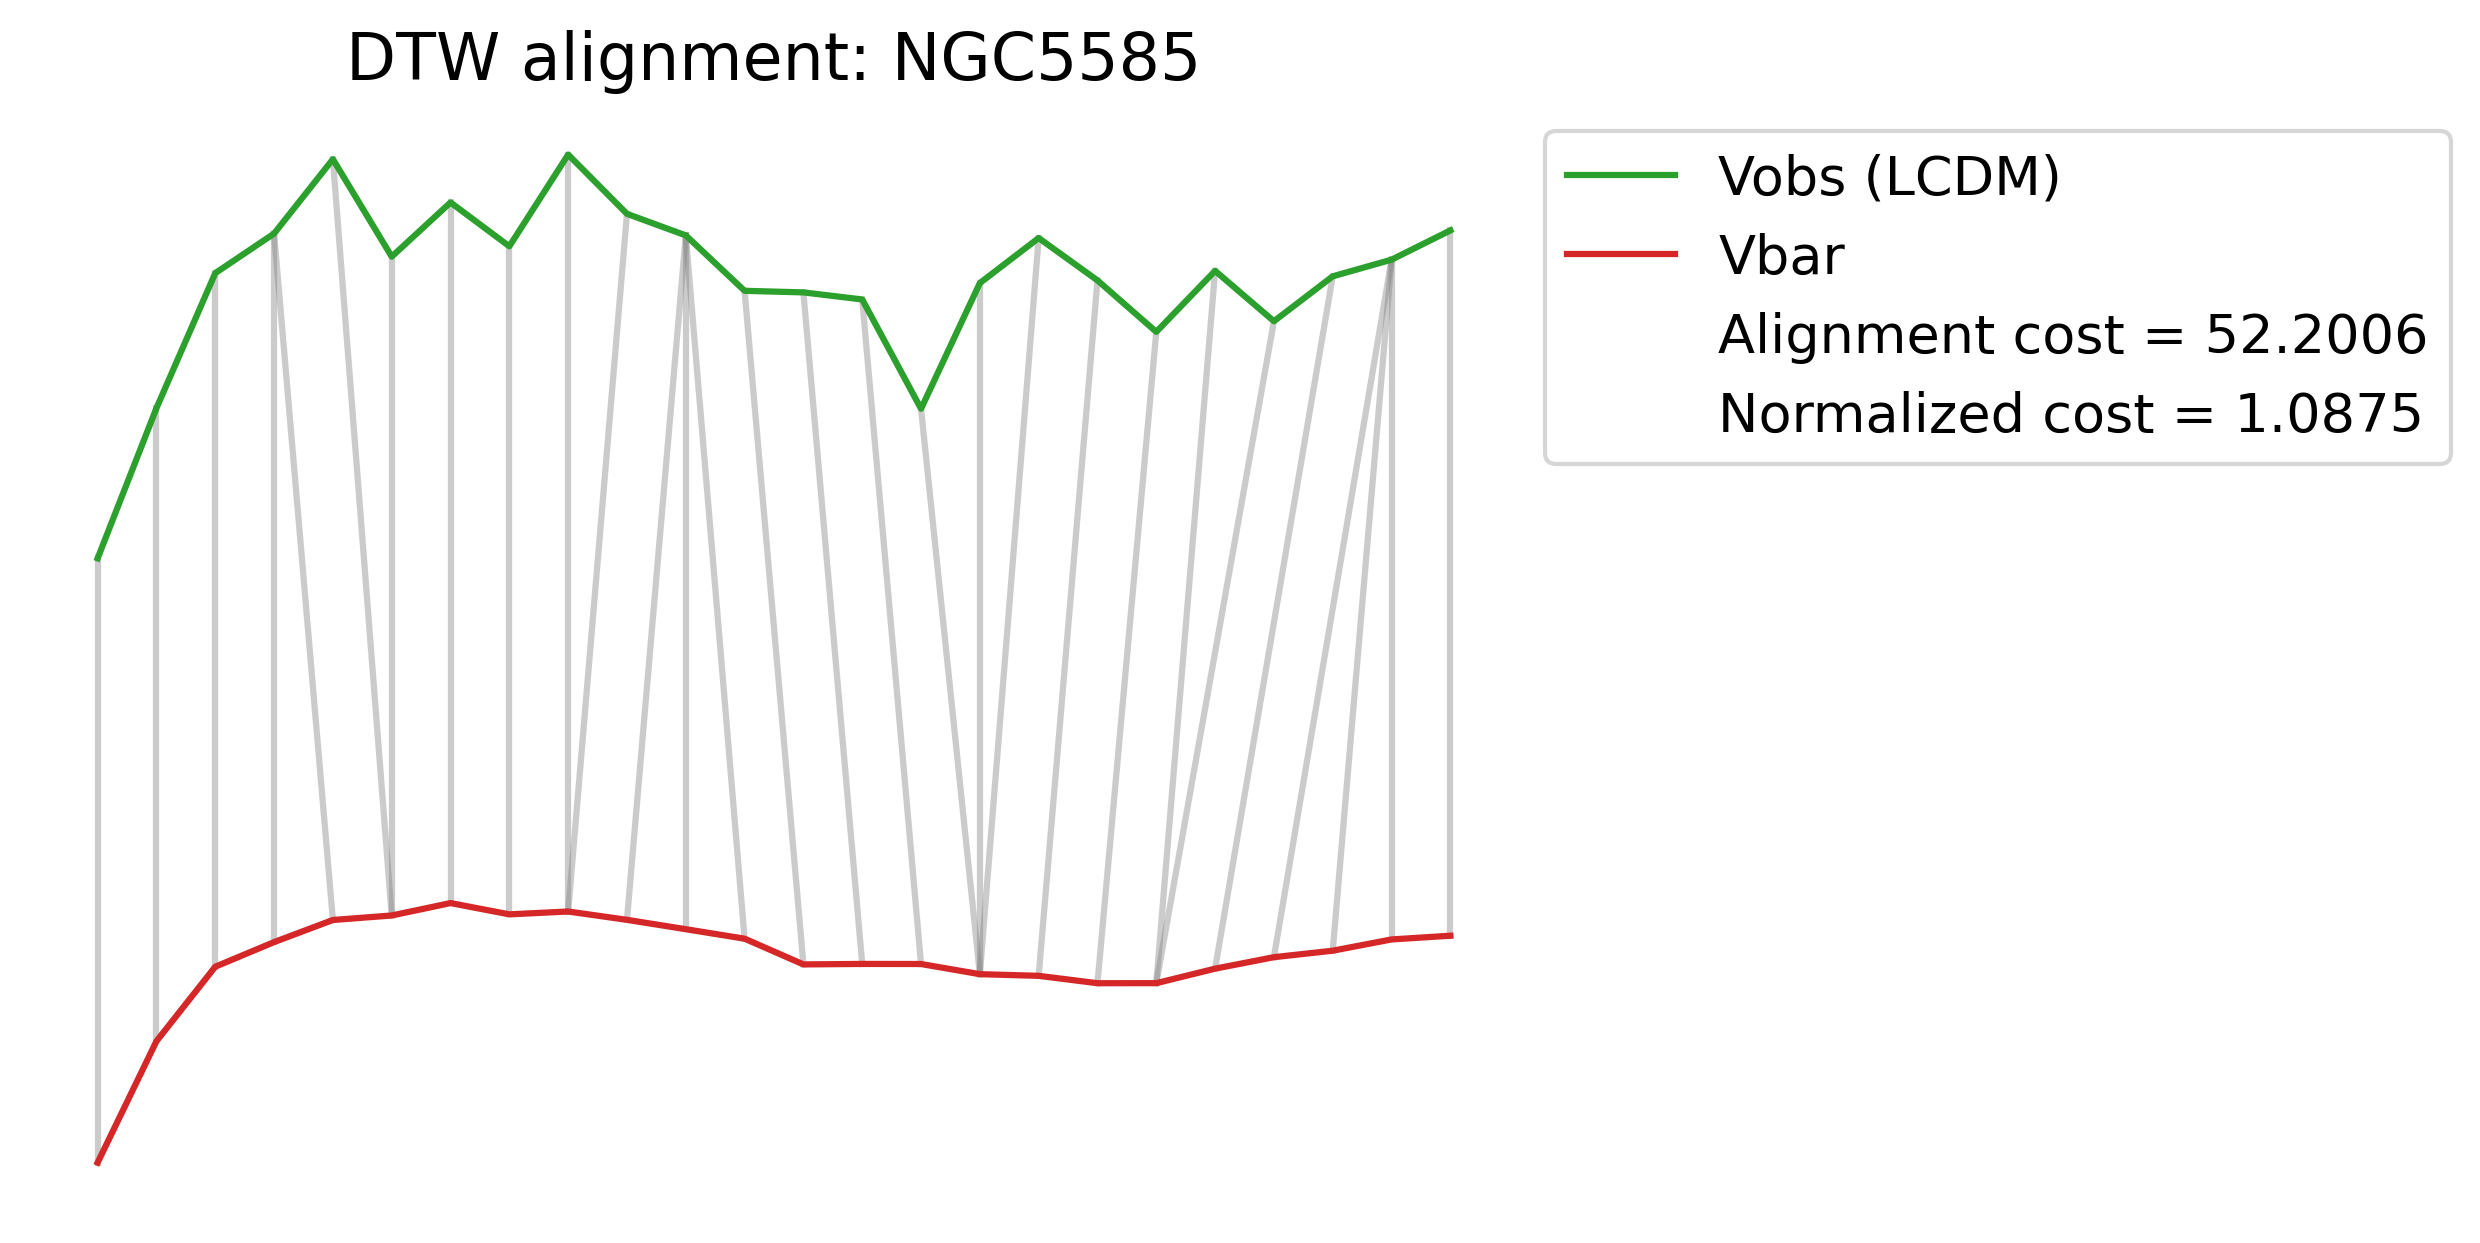 DTW alignment: NGC5585
Vobs (LCDM)
Vbar
Alignment cost = 52.2006
Normalized cost = 1.0875